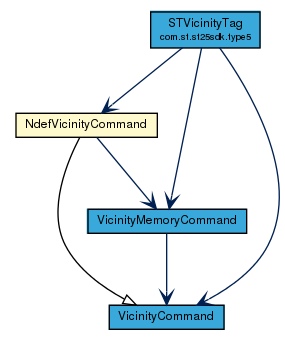 STVicinityTag
com.st.st25sdk.type5
NdefVicinityCommand
VicinityMemoryCommand
VicinityCommand